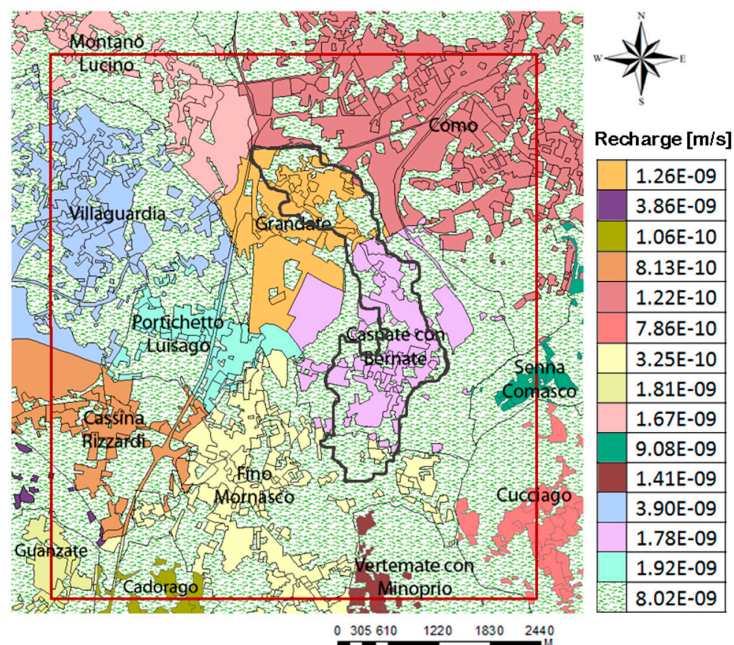 Montano
Lucino
Como
Villaguardia
Grandate
Portichetto
Luisago
Casnate con
Bernate
Senna
Comasco
Cassina
Rizzardi
Fino
Mornasco
Cucciago
Guanzate
Cadorago
Vertemate con
Minoprio
N
W E
S
Recharge [m/s]
1.26E-09
3.86E-09
1.06E-10
8.13E-10
1.22E-10
7.86E-10
3.25E-10
1.81E-09
1.67E-09
9.08E-09
1.41E-09
3.90E-09
1.78E-09
1.92E-09
8.02E-09
0 305 610 1220 1830 2440
M